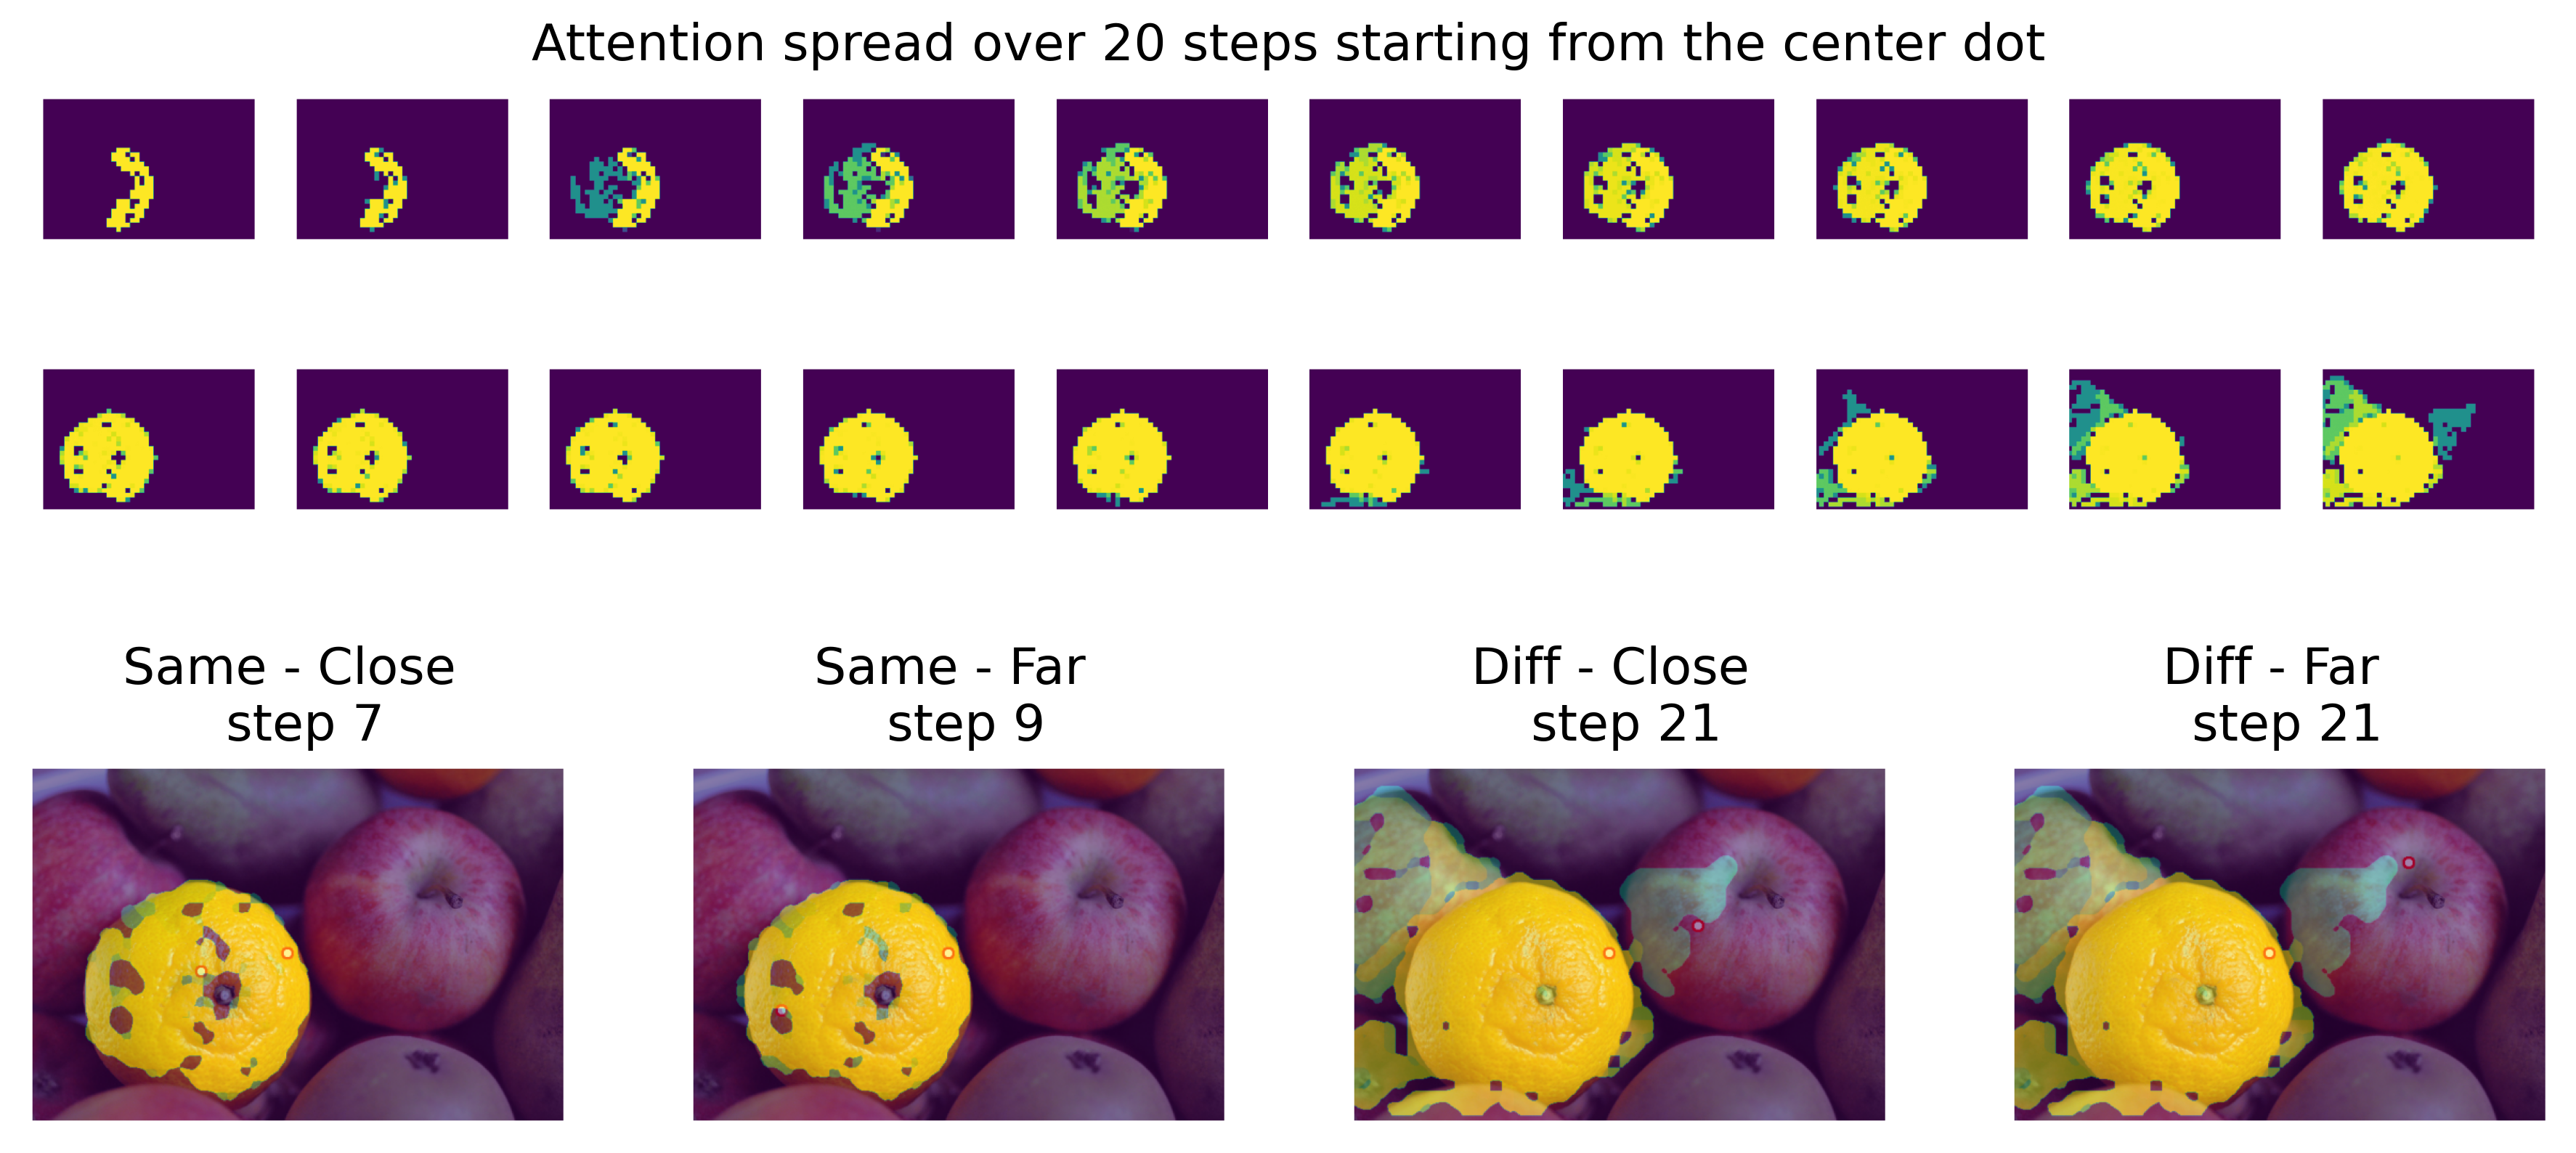 Attention spread over 20 steps starting from the center dot
Same - Close
step 7
Same - Far
step 9
Diff - Close
step 21
Diff - Far
step 21